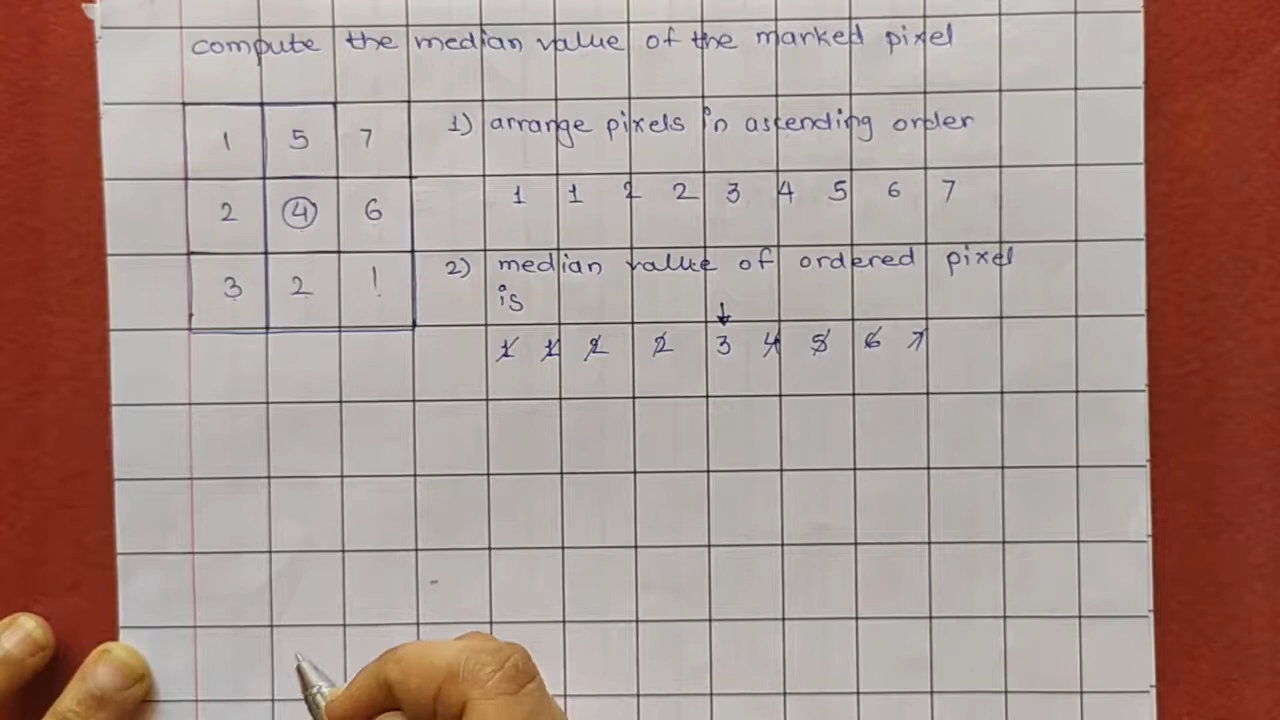 compute the median value of the marked pixel
1 5 7
1) arrange pixels in ascending order
2 4 6
1 1 2 2 3 4 5 6 7
3 2 1
2) median value of ordered pixel
is
1 1 2 2 3 4 5 6 7